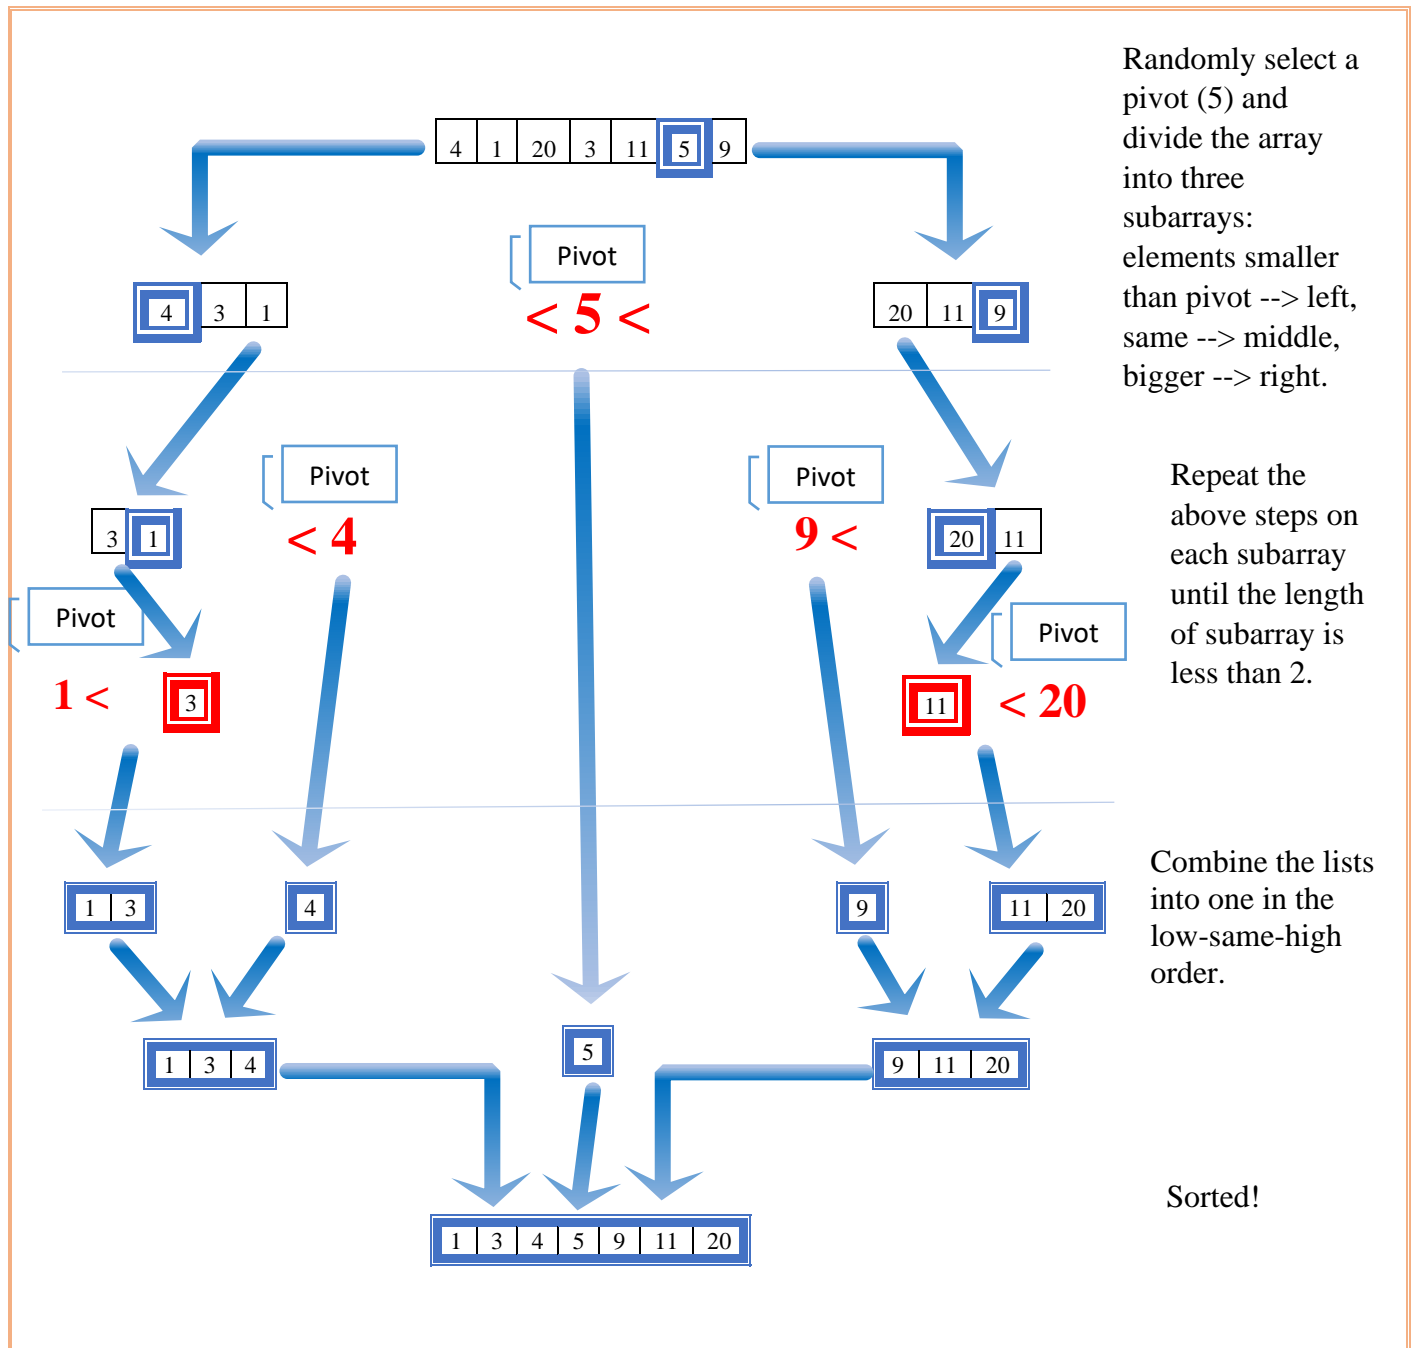 Randomly select a
pivot (5) and
divide the array
into three
subarrays:
elements smaller
than pivot --> left,
same --> middle,
bigger --> right.
4 1 20 3 11 5 9
Pivot
< 5 <
4 3 1
20 11 9
Repeat the
above steps on
each subarray
until the length
of subarray is
less than 2.
Pivot
Pivot
3 1
< 4
9 <
20 11
Pivot
Pivot
1 <
3
11
< 20
Combine the lists
into one in the
low-same-high
order.
1 3
4
9
11 20
1 3 4
5
9 11 20
Sorted!
1 3 4 5 9 11 20